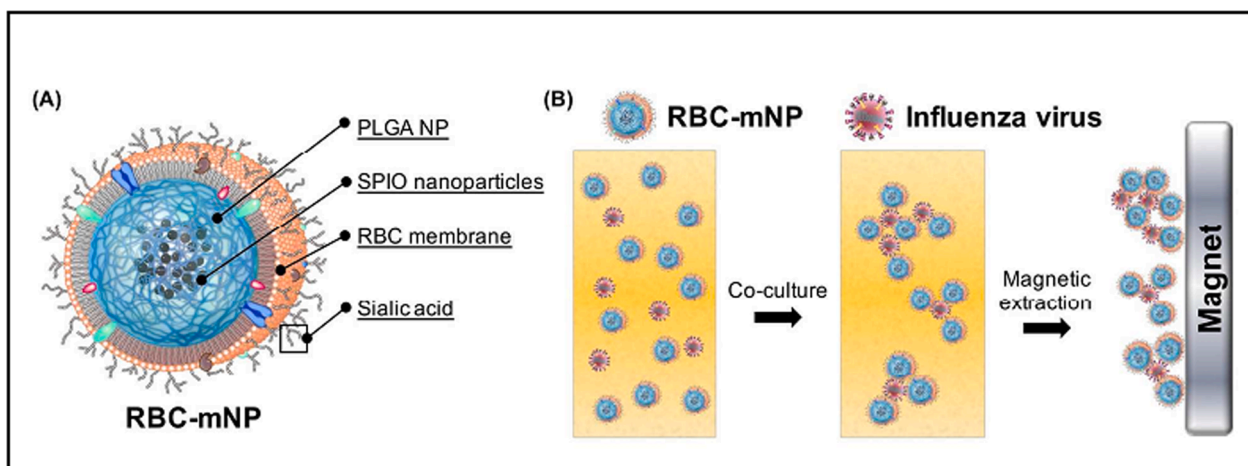 (A)
PLGA NP
SPIO nanoparticles
RBC membrane
Sialic acid
RBC-mNP
(B)
RBC-mNP
Influenza virus
Co-culture
Magnetic
extraction
Magnet